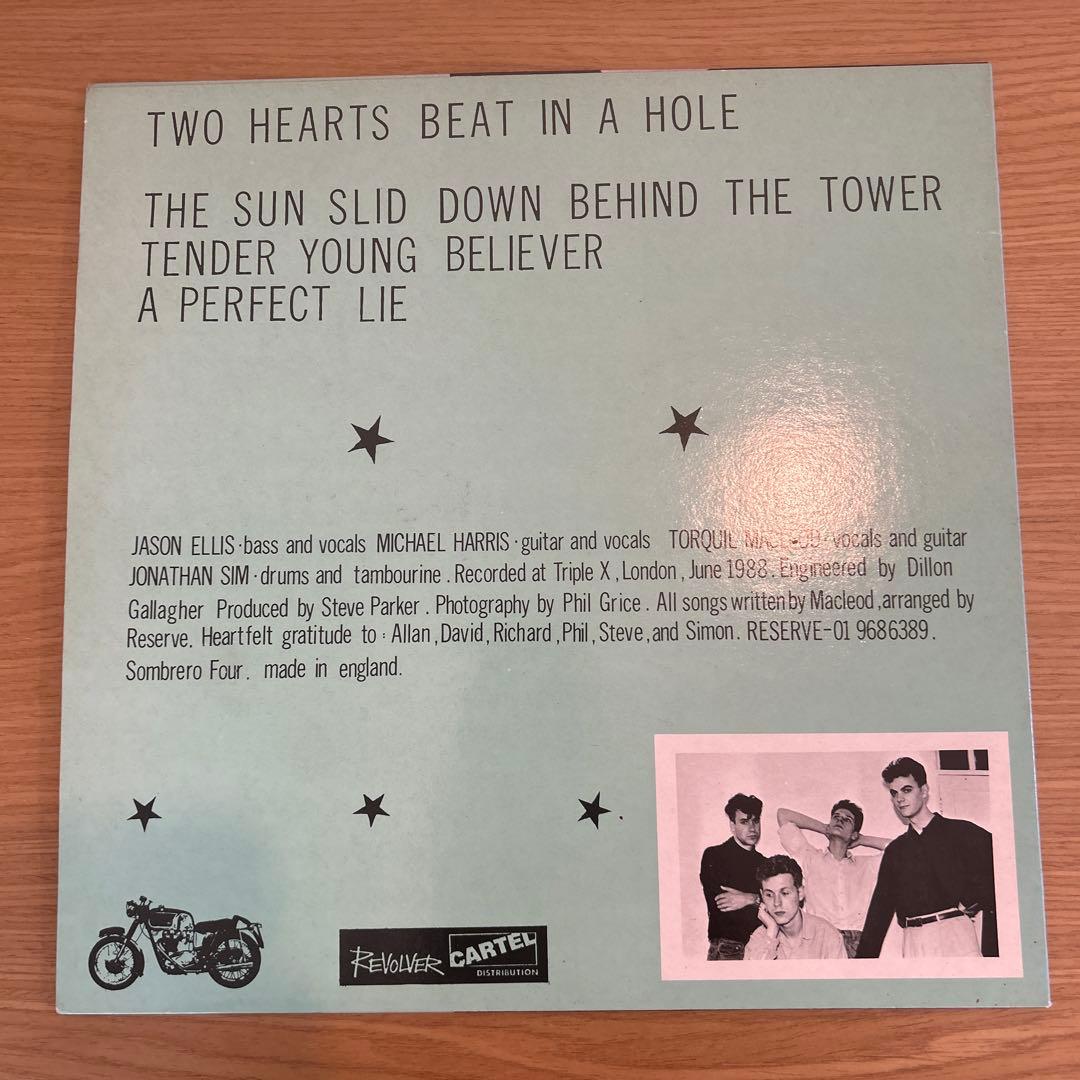 TWO HEARTS BEAT IN A HOLE
THE SUN SLID DOWN BEHIND THE TOWER
TENDER YOUNG BELIEVER
A PERFECT LIE
JASON ELLIS·bass and vocals MICHAEL HARRIS·guitar and vocals TORQUIL MACLEOD·vocals and guitar
JONATHAN SIM·drums and tambourine. Recorded at Triple X, London, June 1988. Engineered by Dillon
Gallagher Produced by Steve Parker. Photography by Phil Grice. All songs written by Macleod, arranged by
Reserve. Heartfelt gratitude to: Allan, David, Richard, Phil, Steve, and Simon. RESERVE-01 9686389.
Sombrero Four. made in england.
REVOLVER CARTEL
DISTRIBUTION